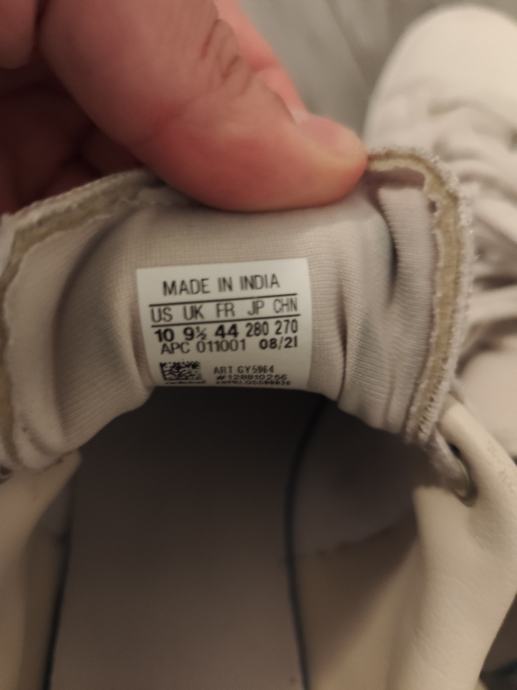 MADE IN INDIA
US UK FR JP CHN
10 9½ 44 280 270
APC 011001 08/21
ART GY5964
#128810256